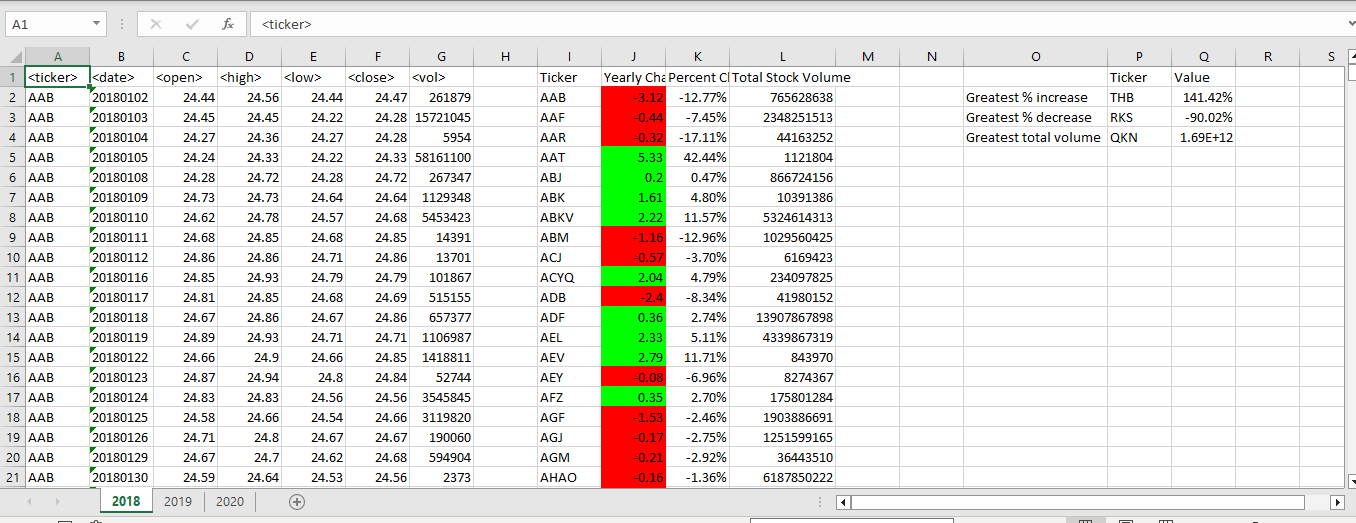 A1 fx <ticker>
A B C D E F G H I J K L M N O P Q R S
1 <ticker> <date> <open> <high> <low> <close> <vol> Ticker Yearly Cha Percent Cl Total Stock Volume Ticker Value
2 AAB 20180102 24.44 24.56 24.44 24.47 261879 AAB -3.12 -12.77% 765628638 Greatest % increase THB 141.42%
3 AAB 20180103 24.45 24.45 24.22 24.28 15721045 AAF -0.44 -7.45% 2348251513 Greatest % decrease RKS -90.02%
4 AAB 20180104 24.27 24.36 24.27 24.28 5954 AAR -0.32 -17.11% 44163252 Greatest total volume QKN 1.69E+12
5 AAB 20180105 24.24 24.33 24.22 24.33 58161100 AAT 5.33 42.44% 1121804
6 AAB 20180108 24.28 24.72 24.28 24.72 267347 ABJ 0.2 0.47% 866724156
7 AAB 20180109 24.73 24.73 24.64 24.64 1129348 ABK 1.61 4.80% 10391386
8 AAB 20180110 24.62 24.78 24.57 24.68 5453423 ABKV 2.22 11.57% 5324614313
9 AAB 20180111 24.68 24.85 24.68 24.85 14391 ABM -1.16 -12.96% 1029560425
10 AAB 20180112 24.86 24.86 24.71 24.86 13701 ACJ -0.57 -3.70% 6169423
11 AAB 20180116 24.85 24.93 24.79 24.79 101867 ACYQ 2.04 4.79% 234097825
12 AAB 20180117 24.81 24.85 24.68 24.69 515155 ADB -2.4 -8.34% 41980152
13 AAB 20180118 24.67 24.86 24.67 24.86 657377 ADF 0.36 2.74% 13907867898
14 AAB 20180119 24.89 24.93 24.71 24.71 1106987 AEL 2.33 5.11% 4339867319
15 AAB 20180122 24.66 24.9 24.66 24.85 1418811 AEV 2.79 11.71% 843970
16 AAB 20180123 24.87 24.94 24.8 24.84 52744 AEY -0.08 -6.96% 8274367
17 AAB 20180124 24.83 24.83 24.56 24.56 3545845 AFZ 0.35 2.70% 175801284
18 AAB 20180125 24.58 24.66 24.54 24.66 3119820 AGF -1.53 -2.46% 1903886691
19 AAB 20180126 24.71 24.8 24.67 24.67 190060 AGJ -0.17 -2.75% 1251599165
20 AAB 20180129 24.67 24.7 24.62 24.68 594904 AGM -0.21 -2.92% 36443510
21 AAB 20180130 24.59 24.64 24.53 24.56 2373 AHAO -0.16 -1.36% 6187850222
2018 2019 2020